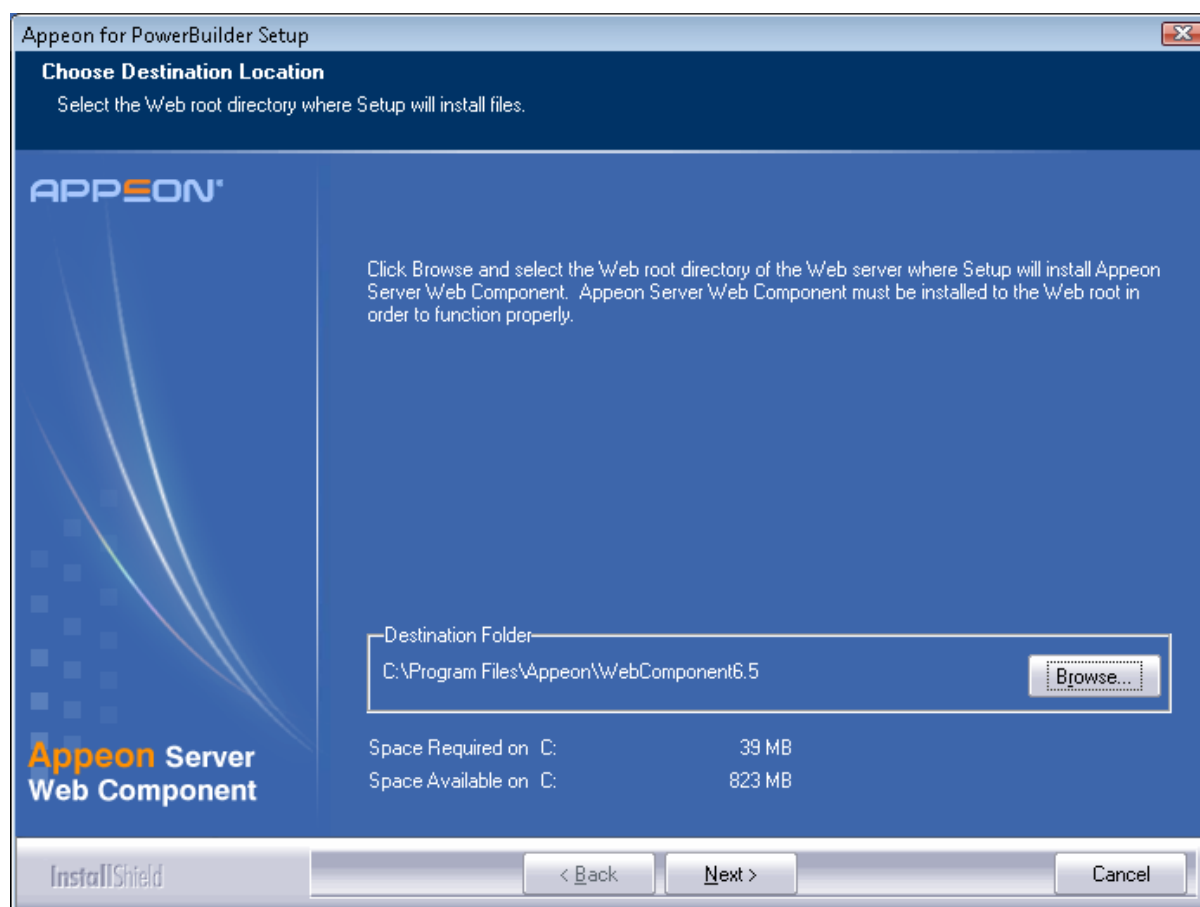 Appeon for PowerBuilder Setup
Choose Destination Location
Select the Web root directory where Setup will install files.
APPEON
Click Browse and select the Web root directory of the Web server where Setup will install Appeon
Server Web Component. Appeon Server Web Component must be installed to the Web root in
order to function properly.
Destination Folder
C:\Program Files\Appeon\WebComponent6.5
Browse...
Space Required on C: 39 MB
Space Available on C: 823 MB
Appeon Server
Web Component
InstallShield
< Back
Next >
Cancel